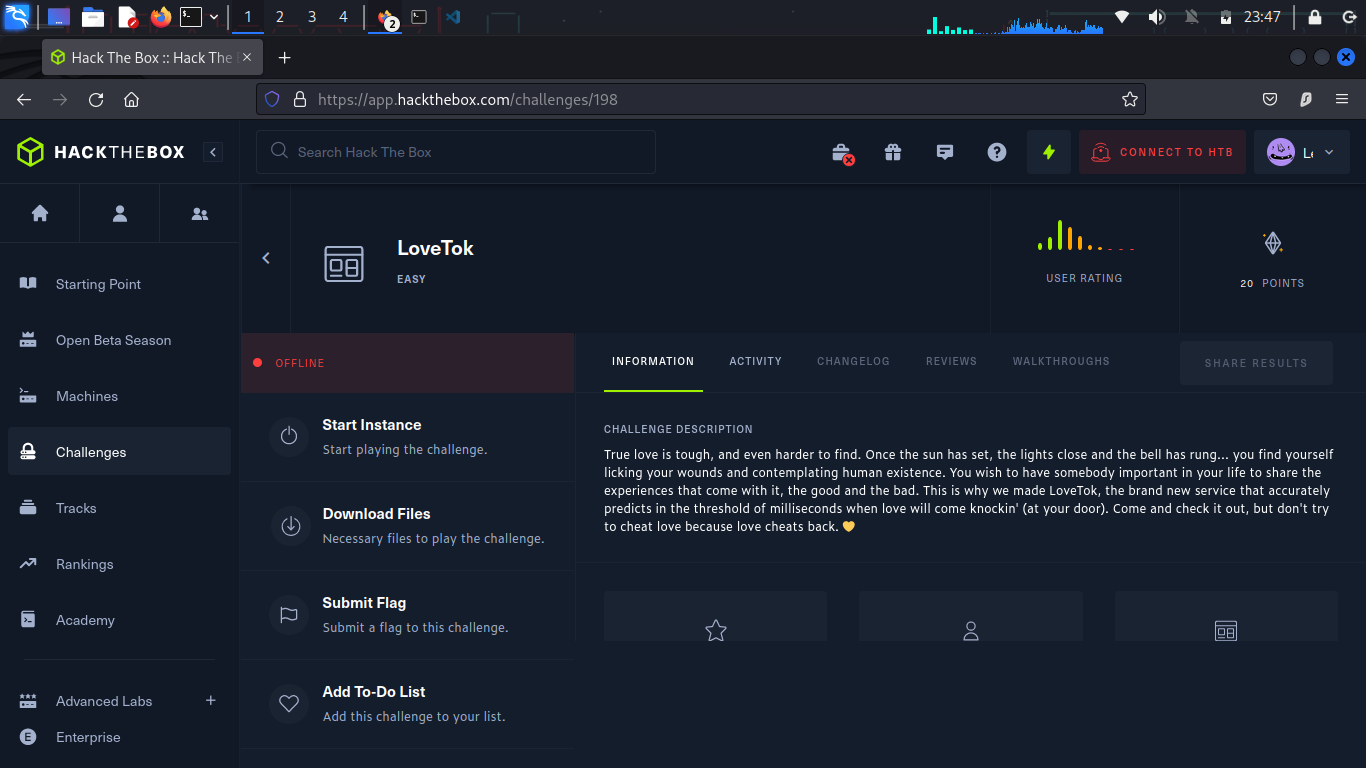 1 2 3 4 2 23:47
Hack The Box :: Hack The
https://app.hackthebox.com/challenges/198
HACKTHEBOX
Search Hack The Box
CONNECT TO HTB
Starting Point
Open Beta Season
Machines
Challenges
Tracks
Rankings
Academy
Advanced Labs +
E Enterprise
LoveTok
EASY
USER RATING
20 POINTS
OFFLINE
Start Instance
Start playing the challenge.
Download Files
Necessary files to play the challenge.
Submit Flag
Submit a flag to this challenge.
Add To-Do List
Add this challenge to your list.
INFORMATION ACTIVITY CHANGELOG REVIEWS WALKTHROUGHS SHARE RESULTS
CHALLENGE DESCRIPTION
True love is tough, and even harder to find. Once the sun has set, the lights close and the bell has rung... you find yourself
licking your wounds and contemplating human existence. You wish to have somebody important in your life to share the
experiences that come with it, the good and the bad. This is why we made LoveTok, the brand new service that accurately
predicts in the threshold of milliseconds when love will come knockin' (at your door). Come and check it out, but don't try
to cheat love because love cheats back. 💛